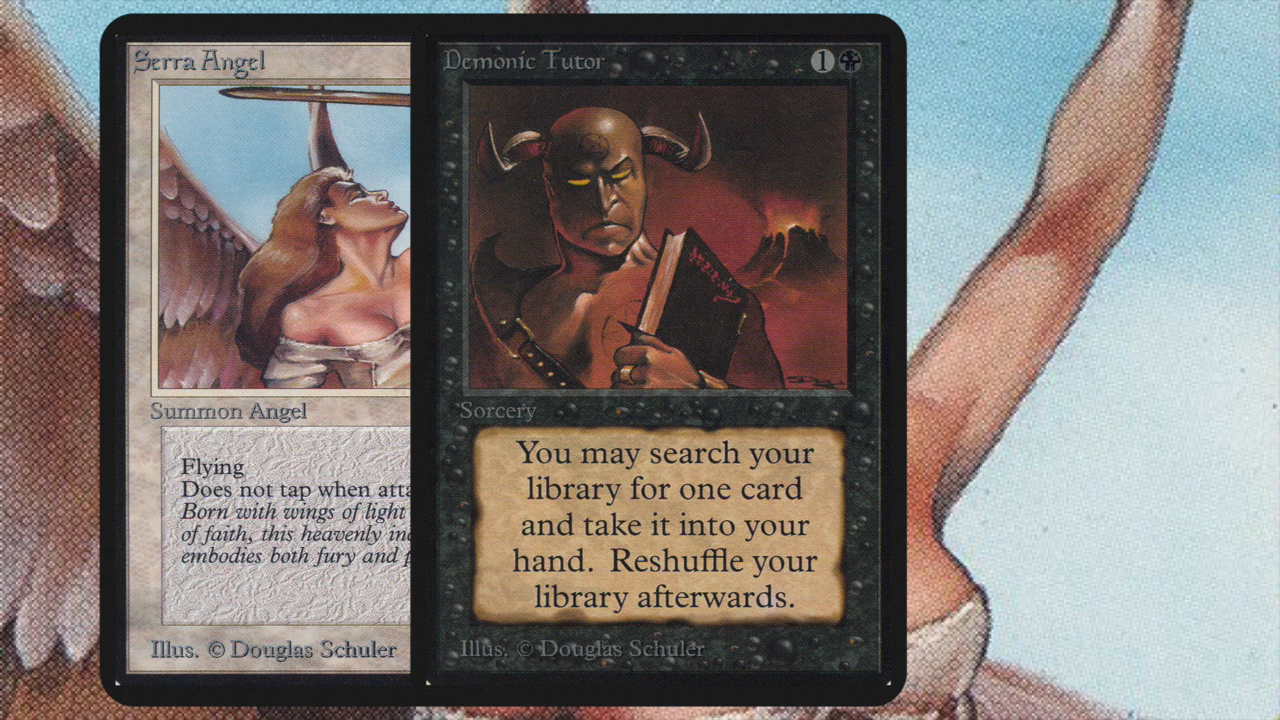 Serra Angel
Summon Angel
Flying
Does not tap when atta
Born with wings of light
of faith, this heavenly inc
embodies both fury and p
Illus. © Douglas Schuler
Demonic Tutor 1
Sorcery
You may search your
library for one card
and take it into your
hand. Reshuffle your
library afterwards.
Illus. © Douglas Schuler